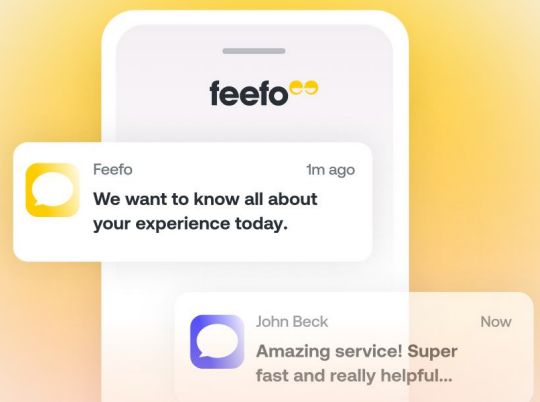 feefo
Feefo 1m ago
We want to know all about
your experience today.
John Beck Now
Amazing service! Super
fast and really helpful...